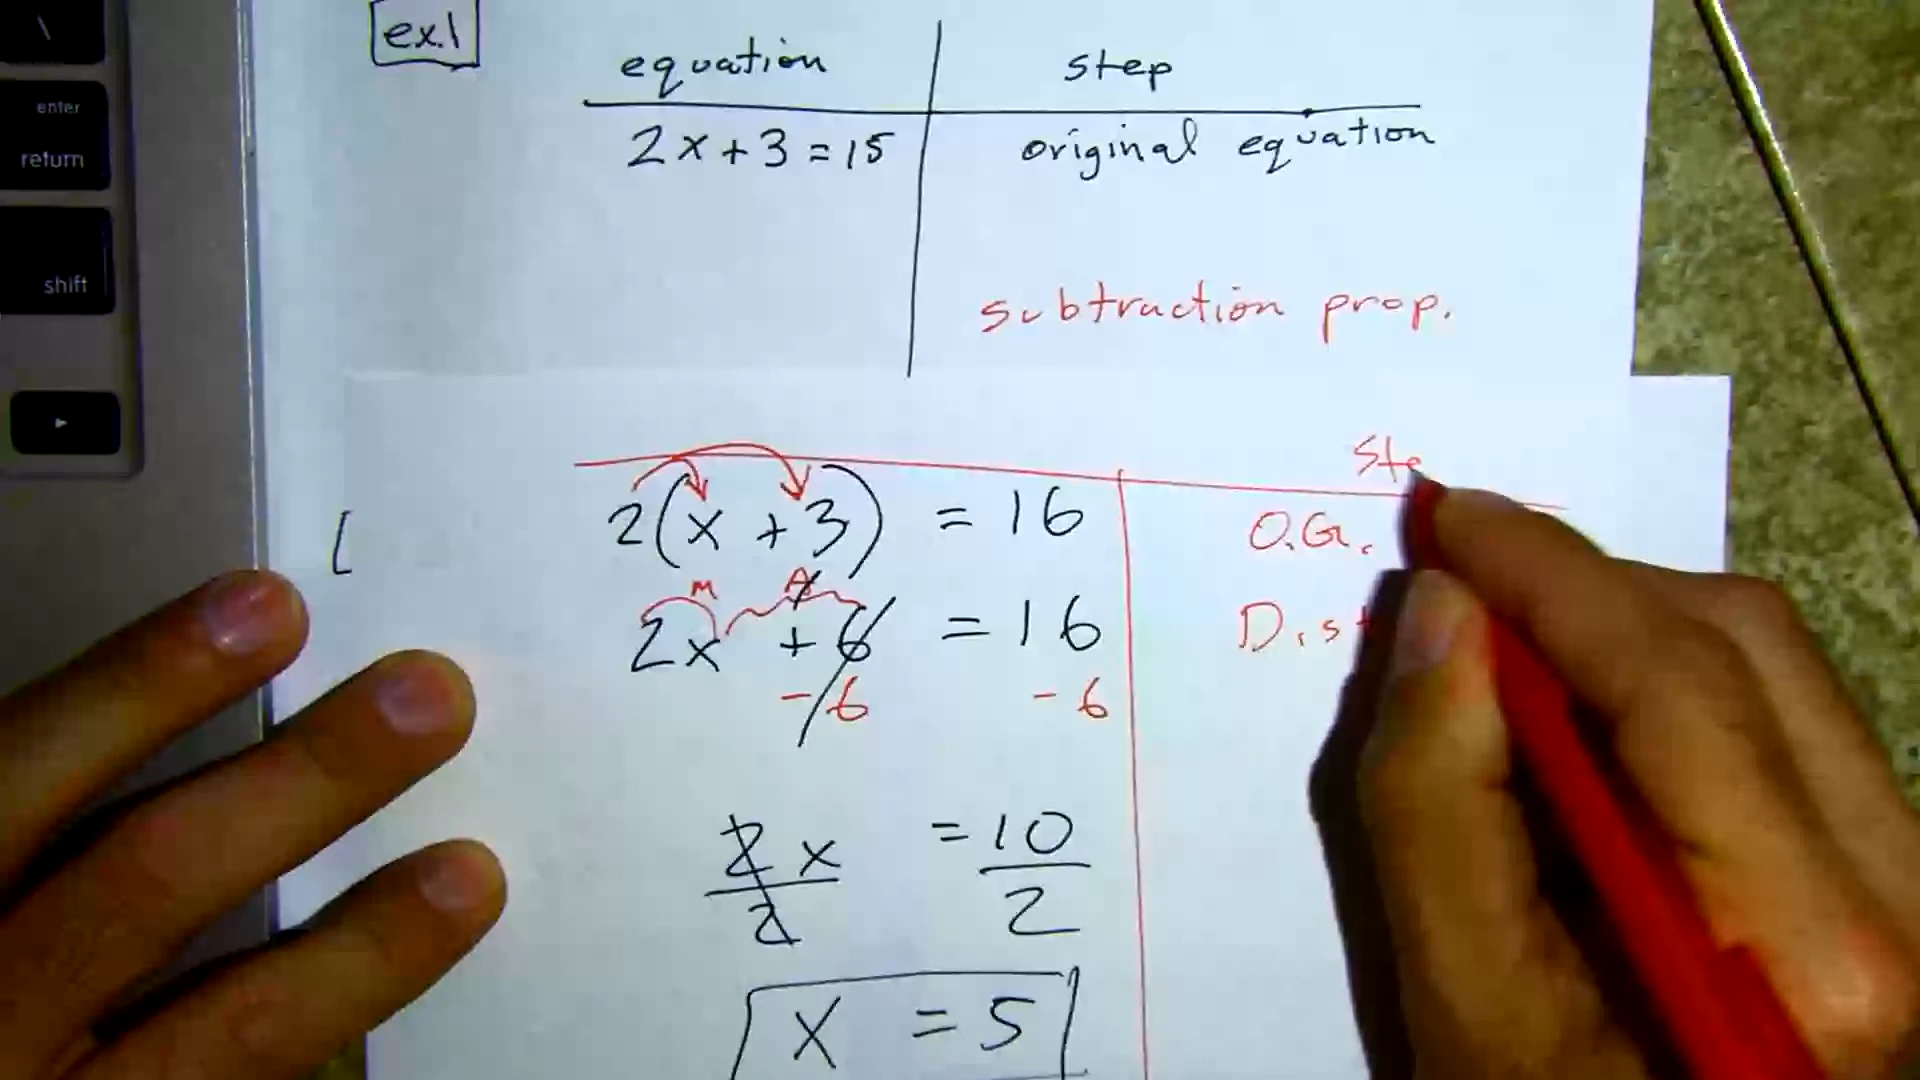 \
enter
return
shift
ex.1
equation step
2x+3=15 original equation
subtraction prop.
Ste
2(x +3) = 16 O.G.
M A
2x +6 = 16 Dist
-6 -6
2x =10
2 2
x =5